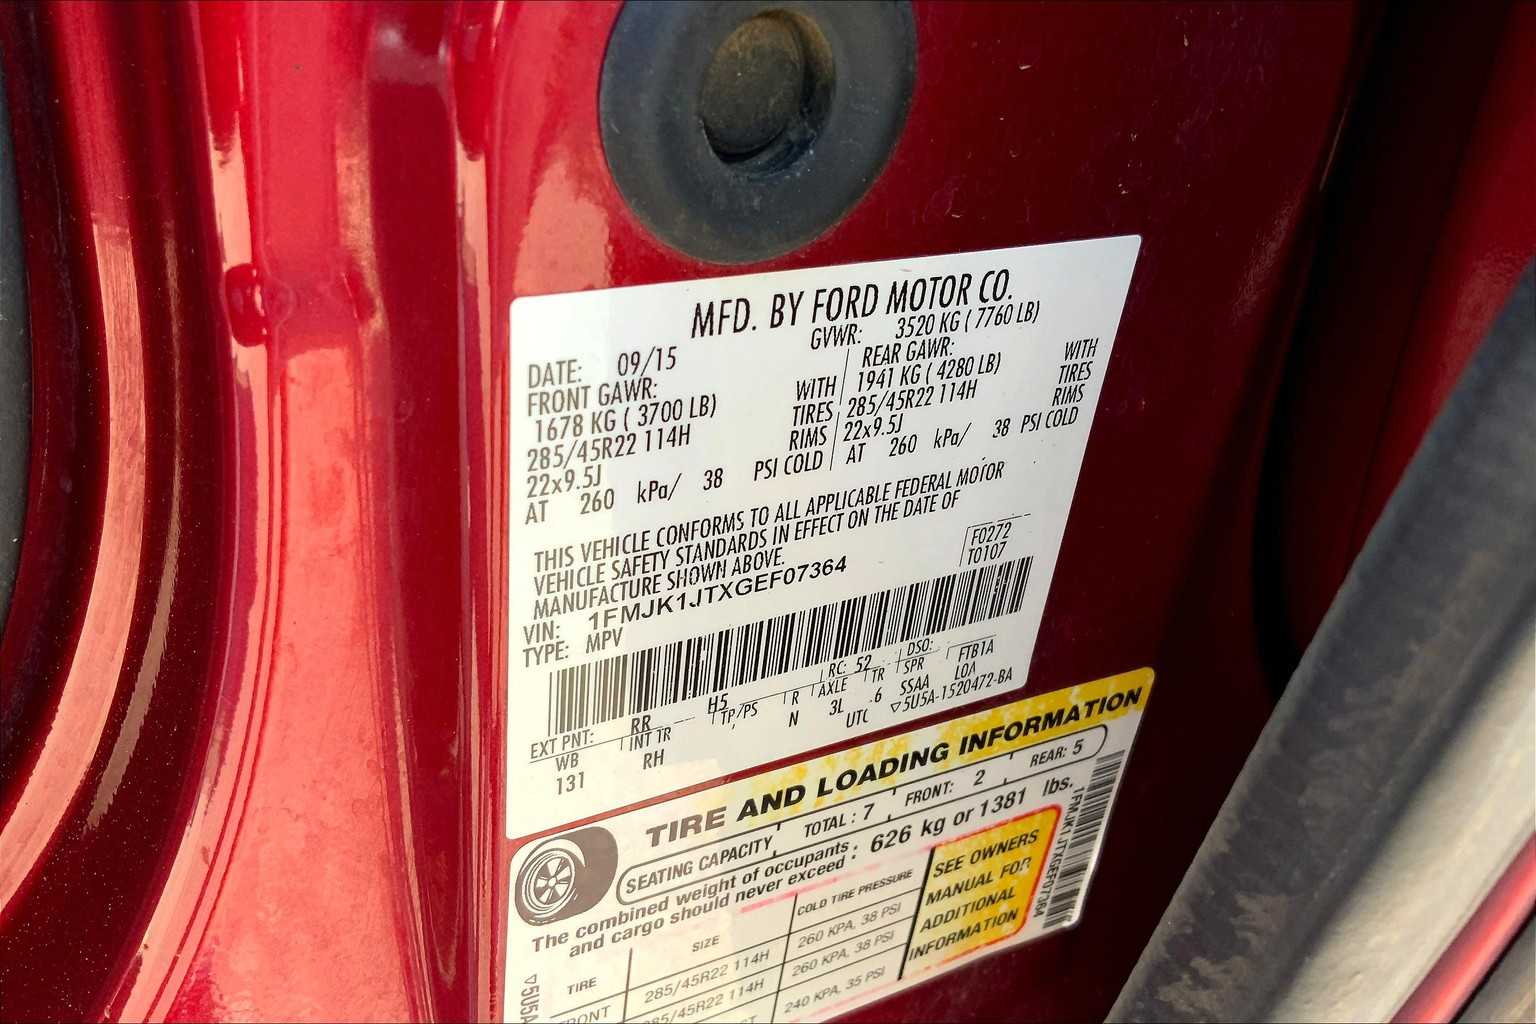 MFD. BY FORD MOTOR CO.
DATE: 09/15 GVWR: 3520 KG ( 7760 LB)
FRONT GAWR: WITH REAR GAWR: WITH
1678 KG ( 3700 LB) TIRES 1941 KG ( 4280 LB) TIRES
285/45R22 114H RIMS 285/45R22 114H RIMS
22x9.5J 22x9.5J
AT 260 kPa/ 38 PSI COLD AT 260 kPa/ 38 PSI COLD
THIS VEHICLE CONFORMS TO ALL APPLICABLE FEDERAL MOTOR
VEHICLE SAFETY STANDARDS IN EFFECT ON THE DATE OF
MANUFACTURE SHOWN ABOVE.
F0272
T0107
VIN: 1FMJK1JTXGEF07364
TYPE: MPV
EXT PNT: RR H5 RC: 52 DSO: FTB1A
WB INT TR TP/PS R AXLE TR SPR LOA
131 RH N 3L 6 SSAA
UTC ▽5U5A-1520472-BA
TIRE AND LOADING INFORMATION
SEATING CAPACITY TOTAL : 7 FRONT: 2 REAR: 5
The combined weight of occupants
and cargo should never exceed : 626 kg or 1381 lbs.
TIRE SIZE COLD TIRE PRESSURE
FRONT 285/45R22 114H 260 KPA, 38 PSI
285/45R22 114H 260 KPA, 38 PSI
240 KPA, 35 PSI
SEE OWNERS
MANUAL FOR
ADDITIONAL
INFORMATION
1FMJK1JTXGEF07364
▽5U5A